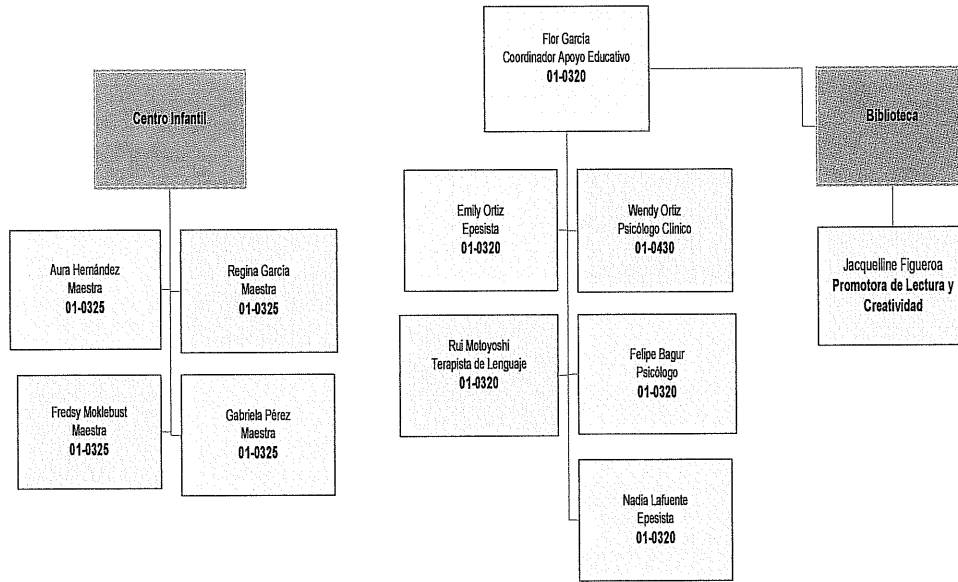 Flor García
Coordinador Apoyo Educativo
01-0320
Centro Infantil
Biblioteca
Emily Ortiz
Epesista
01-0320
Wendy Ortiz
Psicólogo Clínico
01-0430
Aura Hernández
Maestra
01-0325
Regina García
Maestra
01-0325
Jacquelline Figueroa
Promotora de Lectura y
Creatividad
Rui Motoyoshi
Terapista de Lenguaje
01-0320
Felipe Bagur
Psicólogo
01-0320
Fredsy Moklebust
Maestra
01-0325
Gabriela Pérez
Maestra
01-0325
Nadia Lafuente
Epesista
01-0320